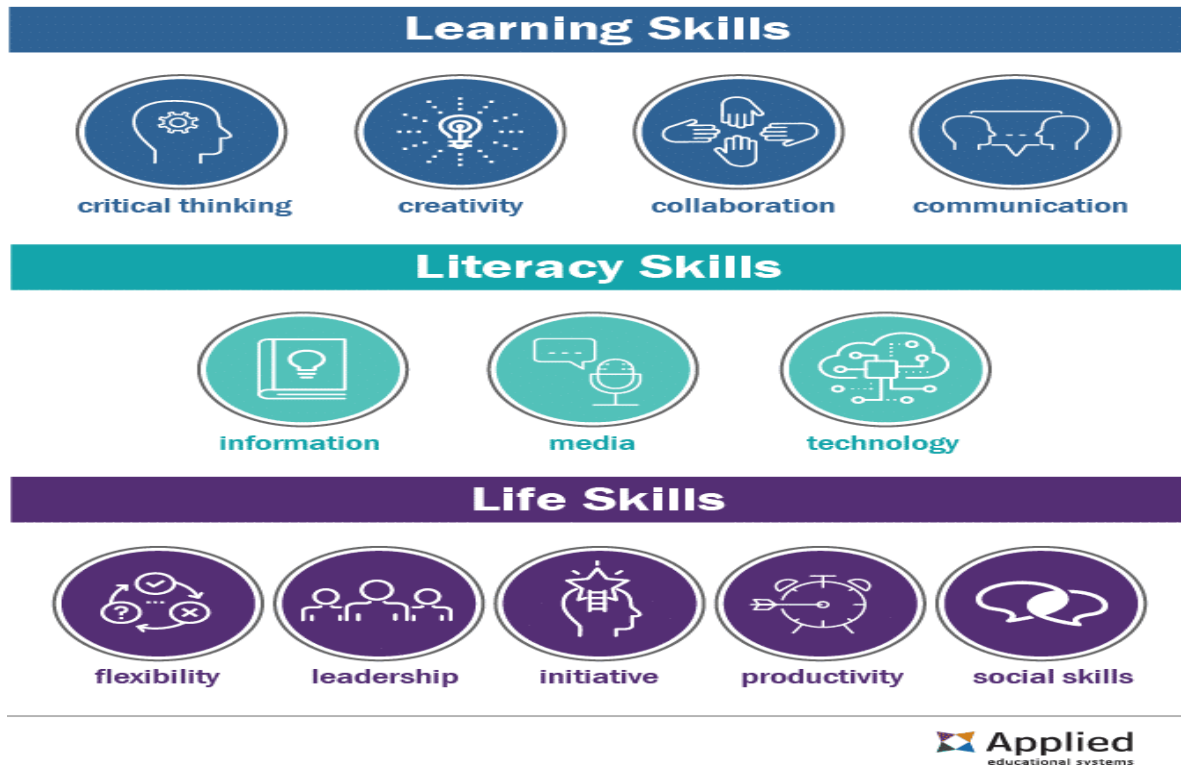 Learning Skills
critical thinking creativity collaboration communication
Literacy Skills
information media technology
Life Skills
flexibility leadership initiative productivity social skills
Applied
educational systems